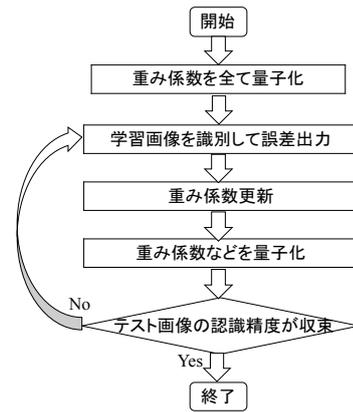 開始
重み係数を全て量子化
学習画像を識別して誤差出力
重み係数更新
重み係数などを量子化
No
テスト画像の認識精度が収束
Yes
終了